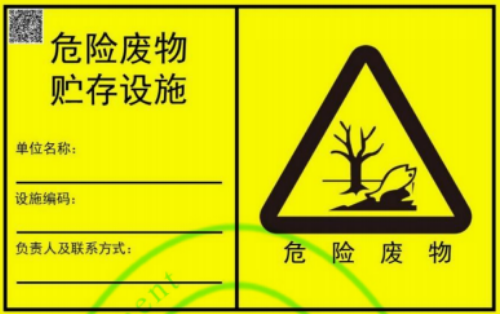 危险废物
贮存设施
单位名称：
设施编码：
负责人及联系方式：
危险废物